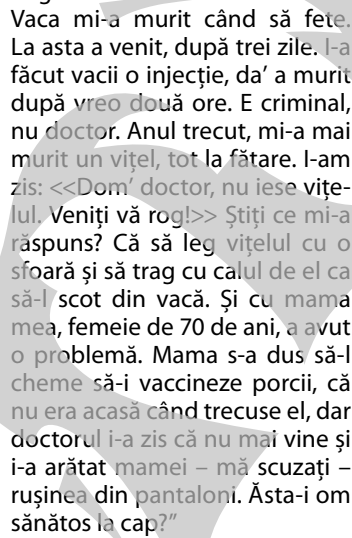 Vaca mi-a murit când să fete.
La asta a venit, după trei zile. I-a
făcut vacii o injecție, da’ a murit
după vreo două ore. E criminal,
nu doctor. Anul trecut, mi-a mai
murit un vițel, tot la fătare. I-am
zis: <<Dom’ doctor, nu iese vițe-
lul. Veniți vă rog!>> Știți ce mi-a
răspuns? Că să leg vițelul cu o
sfoară și să trag cu calul de el ca
să-l scot din vacă. Și cu mama
mea, femeie de 70 de ani, a avut
o problemă. Mama s-a dus să-l
cheme să-i vaccineze porcii, că
nu era acasă când trecuse el, dar
doctorul i-a zis că nu mai vine și
i-a arătat mamei – mă scuzați –
rușinea din pantaloni. Ăsta-i om
sănătos la cap?”